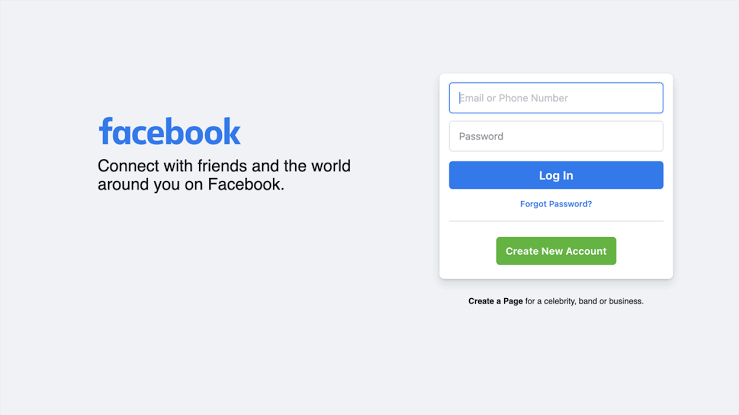 facebook
Connect with friends and the world
around you on Facebook.
Email or Phone Number
Password
Log In
Forgot Password?
Create New Account
Create a Page for a celebrity, band or business.